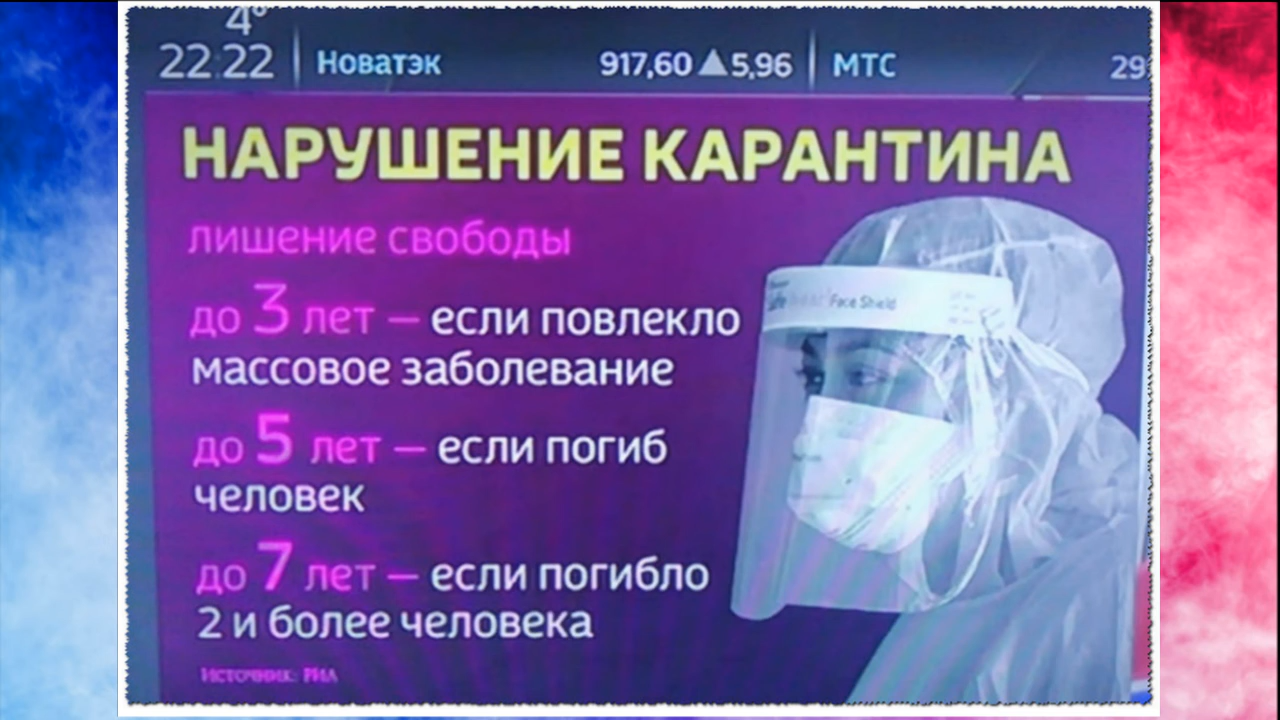 4°
22:22 Новатэк 917,60 ▲5,96 МТС 29
НАРУШЕНИЕ КАРАНТИНА
лишение свободы
до 3 лет – если повлекло
массовое заболевание
до 5 лет – если погиб
человек
до 7 лет – если погибло
2 и более человека
Источник: РИА
Face Shield